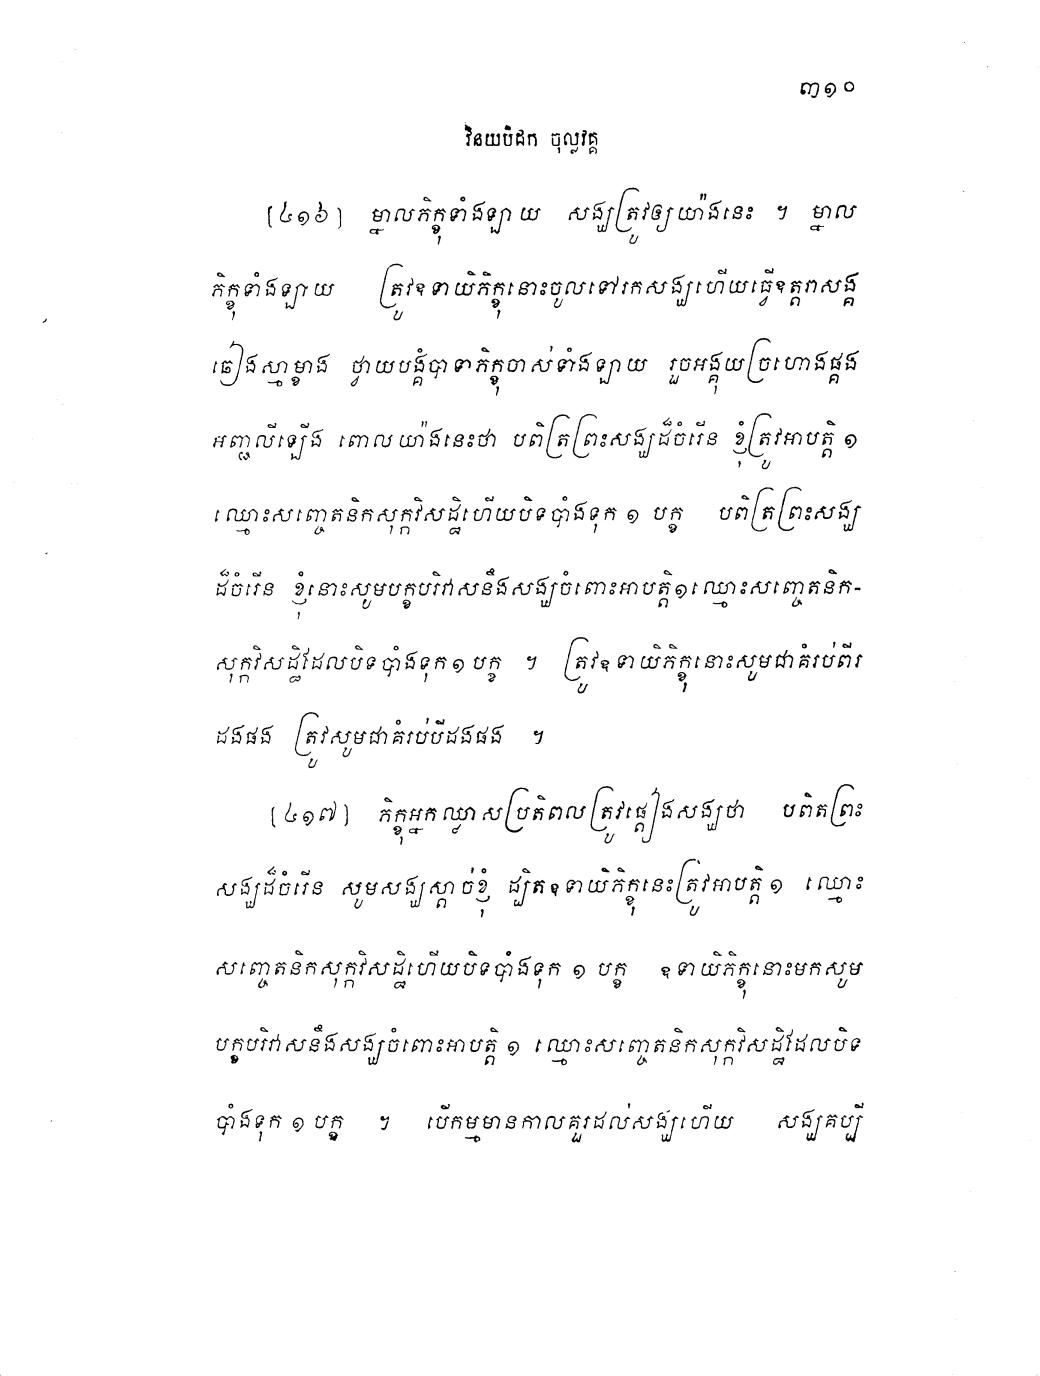 ៣១០
វិនយបិដក ចុល្លវគ្គ
[៤១៦] ម្នាលភិក្ខុទាំងឡាយ សង្ឃត្រូវឲ្យយ៉ាងនេះ ។ ម្នាល
ភិក្ខុទាំងឡាយ ត្រូវឧទាយិភិក្ខុនោះចូលទៅរកសង្ឃហើយធ្វើឧត្តរាសង្គ
ឆៀងស្មាម្ខាង ថ្វាយបង្គំបាទាភិក្ខុចាស់ទាំងឡាយ រួចអង្គុយច្រហោងផ្គង
អញ្ជលីឡើង ពោលយ៉ាងនេះថា បពិត្រព្រះសង្ឃដ៏ចំរើន ខ្ញុំត្រូវអាបត្តិ ១
ឈ្មោះសញ្ចេតនិកសុក្កវិសដ្ឋិហើយបិទបាំងទុក ១ បក្ខ បពិត្រព្រះសង្ឃ
ដ៏ចំរើន ខ្ញុំនោះសូមបក្ខបរិវាសនឹងសង្ឃចំពោះអាបត្តិ១ឈ្មោះសញ្ចេតនិក-
សុក្កវិសដ្ឋិដែលបិទបាំងទុក១ បក្ខ ។ ត្រូវឧទាយិភិក្ខុនោះសូមជាគំរប់ពីរ
ដងផង ត្រូវសូមជាគំរប់បីដងផង ។
[៤១៧] ភិក្ខុអ្នកឈ្លាសប្រតិពលត្រូវផ្តៀងសង្ឃថា បពិតព្រះ
សង្ឃដ៏ចំរើន សូមសង្ឃស្តាច់ខ្ញុំ ដ្បិតឧទាយិភិក្ខុនេះត្រូវអាបត្តិ ១ ឈ្មោះ
សញ្ចេតនិកសុក្កវិសដ្ឋិហើយបិទបាំងទុក ១ បក្ខ ឧទាយិភិក្ខុនោះមកសូម
បក្ខបរិវាសនឹងសង្ឃចំពោះអាបត្តិ ១ ឈ្មោះសញ្ចេតនិកសុក្កវិសដ្ឋិដែលបិទ
បាំងទុក ១ បក្ខ ។ បើកម្មមានកាលគួរដល់សង្ឃហើយ សង្ឃគប្បី